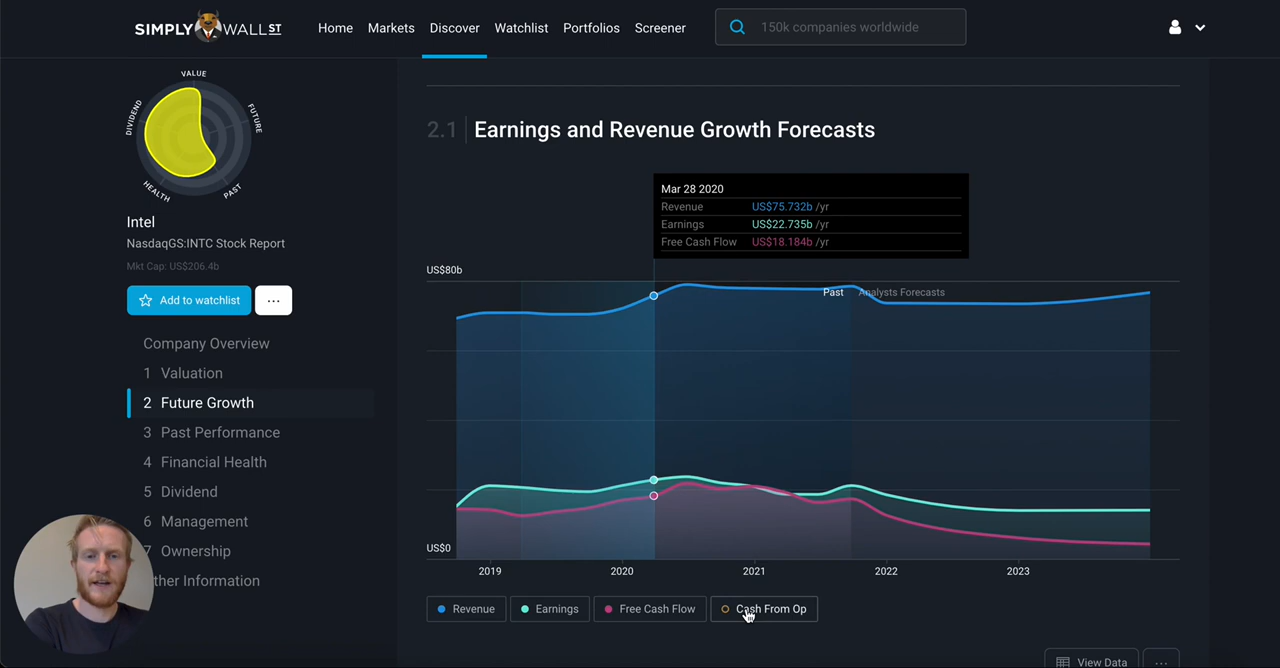 SIMPLY WALL ST
Home Markets Discover Watchlist Portfolios Screener
150k companies worldwide
VALUE
FUTURE
PAST
HEALTH
DIVIDEND
Intel
NasdaqGS:INTC Stock Report
Mkt Cap: US$206.4b
Add to watchlist
...
Company Overview
1 Valuation
2 Future Growth
3 Past Performance
4 Financial Health
5 Dividend
6 Management
7 Ownership
ther Information
2.1 Earnings and Revenue Growth Forecasts
Mar 28 2020
Revenue US$75.732b /yr
Earnings US$22.735b /yr
Free Cash Flow US$18.184b /yr
US$80b
Past Analysts Forecasts
US$0
2019 2020 2021 2022 2023
Revenue Earnings Free Cash Flow Cash From Op
View Data ...